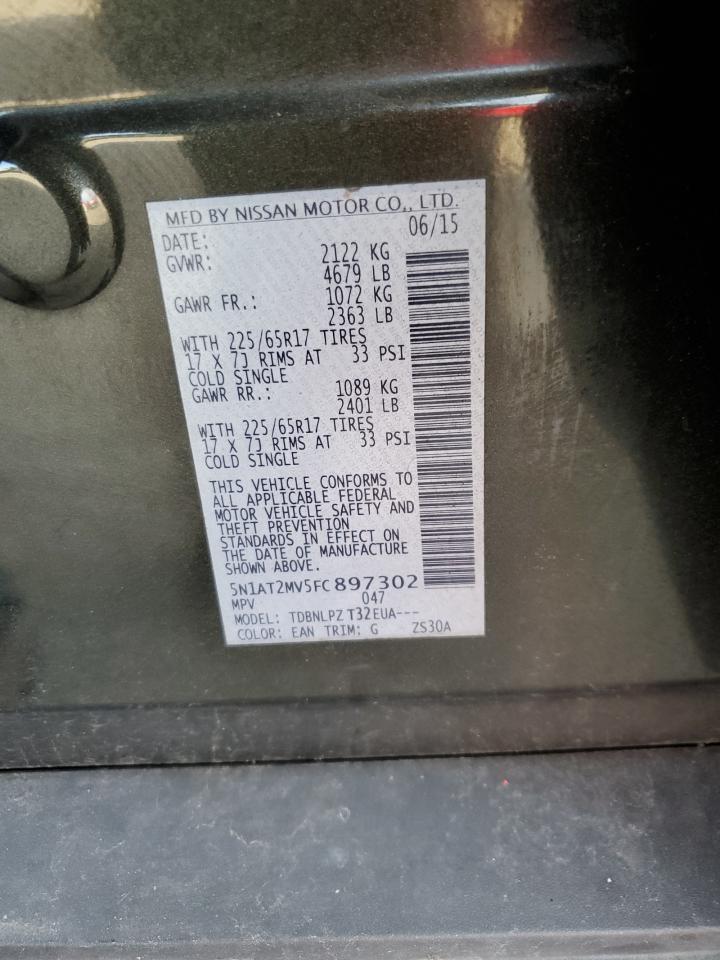 MFD BY NISSAN MOTOR CO., LTD.
DATE: 06/15
GVWR: 2122 KG
4679 LB
GAWR FR.: 1072 KG
2363 LB
WITH 225/65R17 TIRES
17 X 7J RIMS AT 33 PSI
COLD SINGLE
GAWR RR.: 1089 KG
2401 LB
WITH 225/65R17 TIRES
17 X 7J RIMS AT 33 PSI
COLD SINGLE
THIS VEHICLE CONFORMS TO
ALL APPLICABLE FEDERAL
MOTOR VEHICLE SAFETY AND
THEFT PREVENTION
STANDARDS IN EFFECT ON
THE DATE OF MANUFACTURE
SHOWN ABOVE.
5N1AT2MV5FC897302
MPV 047
MODEL: TDBNLPZ T32EUA---
COLOR: EAN TRIM: G ZS30A